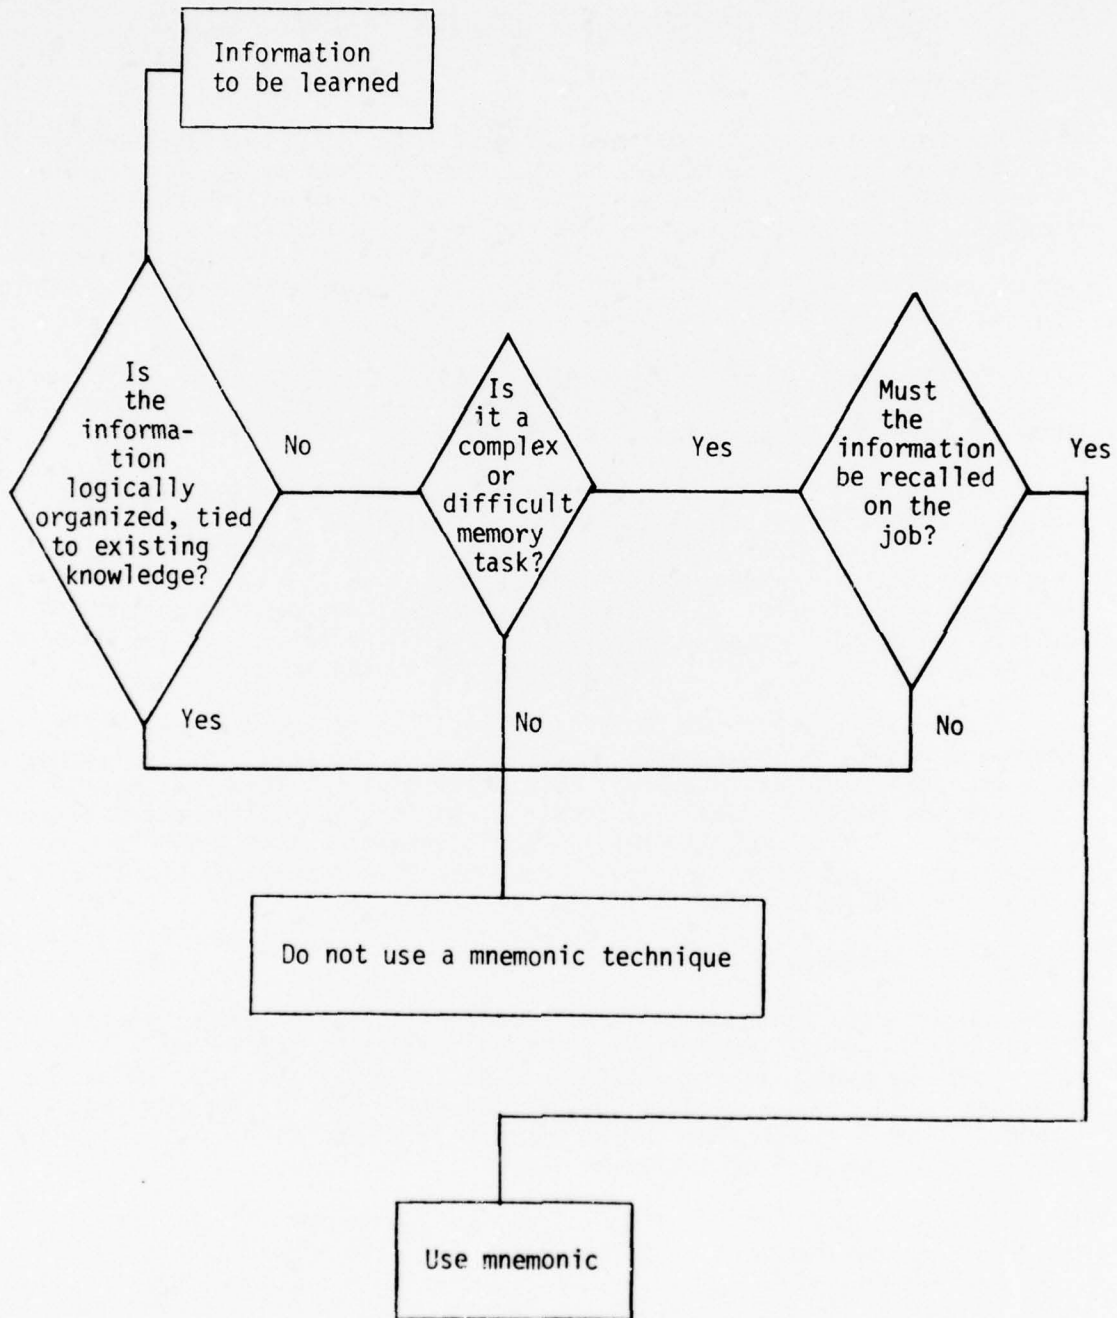 Information
to be learned
Is
the
informa-
tion
logically
organized, tied
to existing
knowledge?
No
Is
it a
complex
or
difficult
memory
task?
Yes
Must
the
information
be recalled
on the
job?
Yes
Yes
No
No
Do not use a mnemonic technique
Use mnemonic